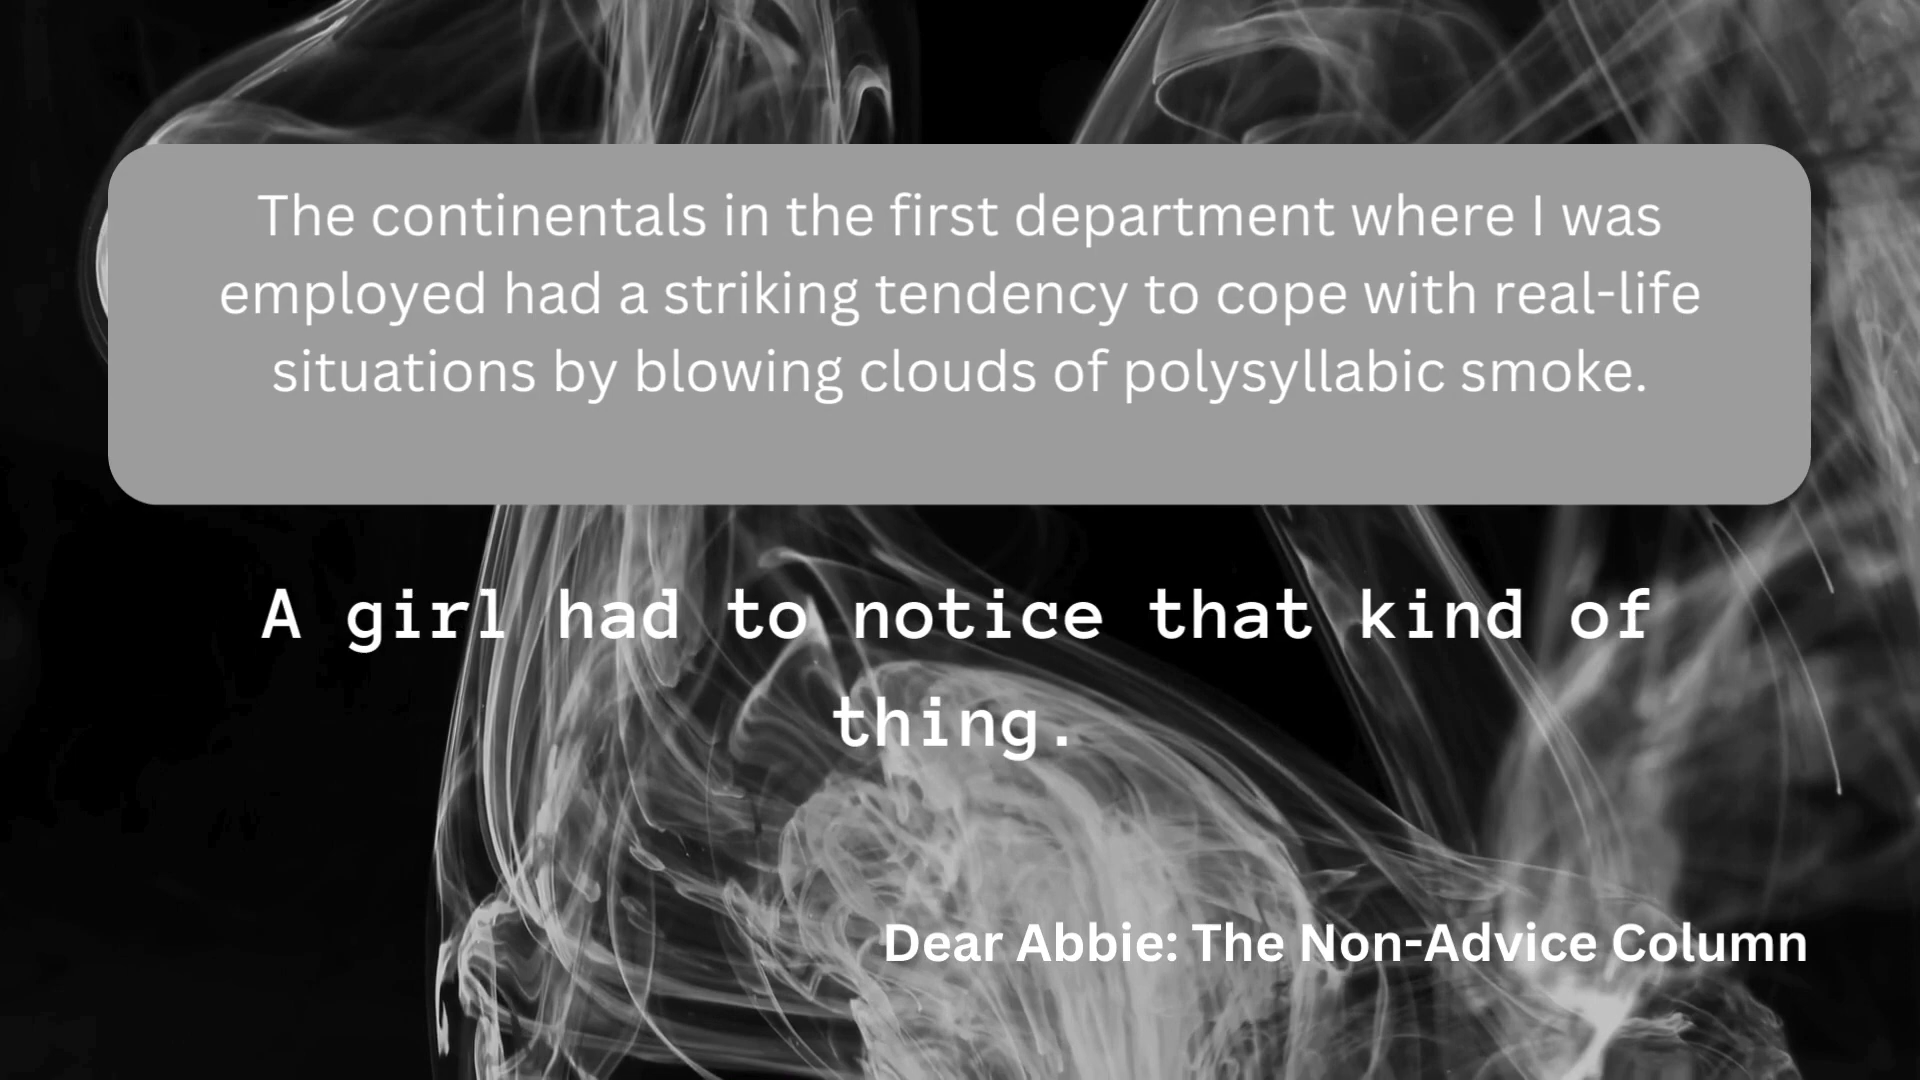 The continentals in the first department where I was
employed had a striking tendency to cope with real-life
situations by blowing clouds of polysyllabic smoke.
A girl had to notice that kind of
thing.
Dear Abbie: The Non-Advice Column